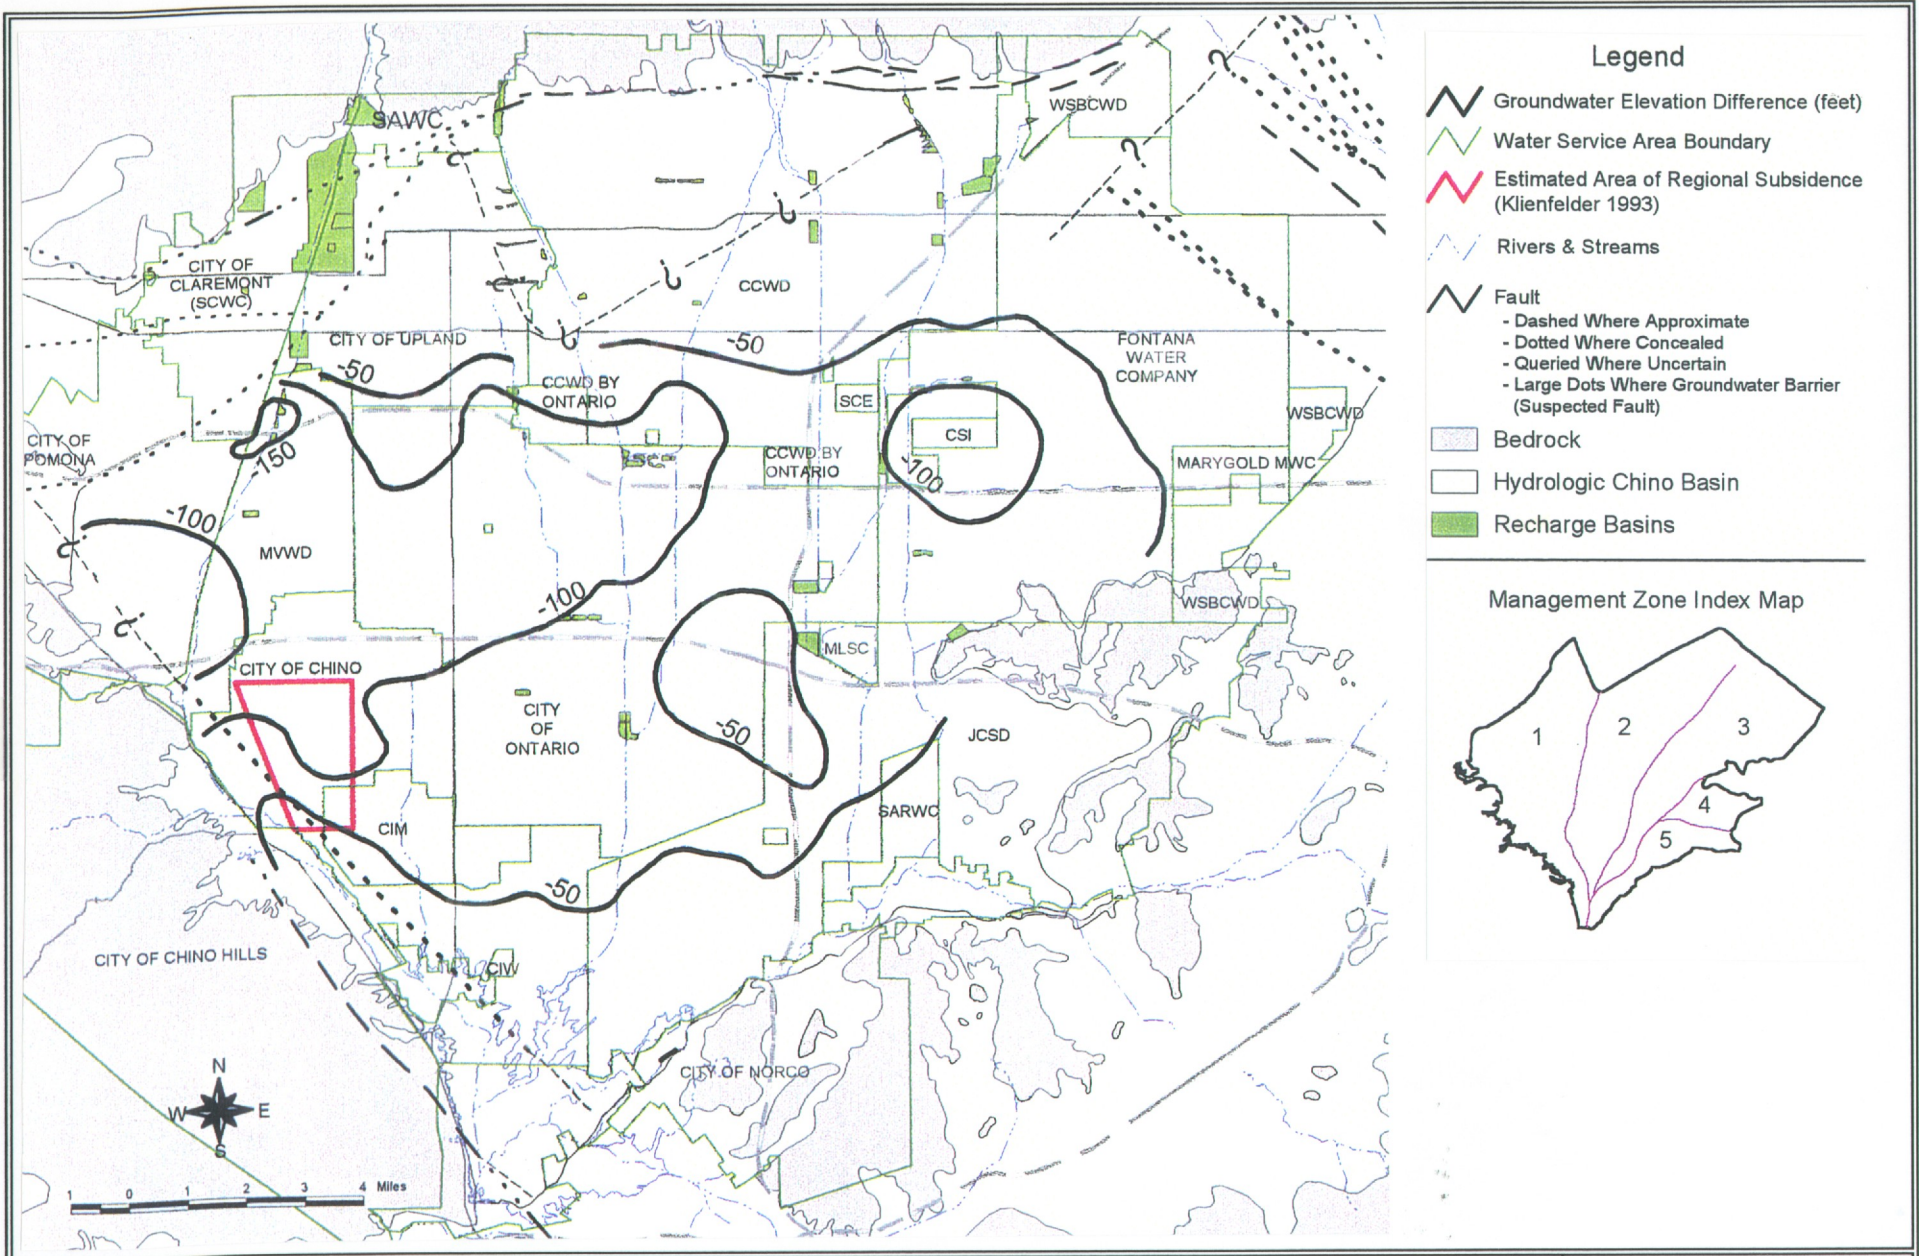 SAWC
WSBCWD
CITY OF
CLAREMONT
(SCWC)
CCWD
CITY OF UPLAND
-50
-50
FONTANA
WATER
COMPANY
CCWD BY
ONTARIO
SCE
WSBCWD
CITY OF
POMONA
-150
CSI
CCWD BY
ONTARIO
-100
MARYGOLD MWC
-100
MVWD
-100
WSBCWD
MLSC
CITY OF CHINO
CITY
OF
ONTARIO
-50
JCSD
SARWC
CIM
-50
CITY OF CHINO HILLS
CIW
CITY OF NORCO
?
?
?
?
?
?
?
?
?
N
W
E
S
1 0 1 2 3 4 Miles
Legend
Groundwater Elevation Difference (feet)
Water Service Area Boundary
Estimated Area of Regional Subsidence
(Klienfelder 1993)
Rivers & Streams
Fault
- Dashed Where Approximate
- Dotted Where Concealed
- Queried Where Uncertain
- Large Dots Where Groundwater Barrier
(Suspected Fault)
Bedrock
Hydrologic Chino Basin
Recharge Basins
Management Zone Index Map
1
2
3
4
5